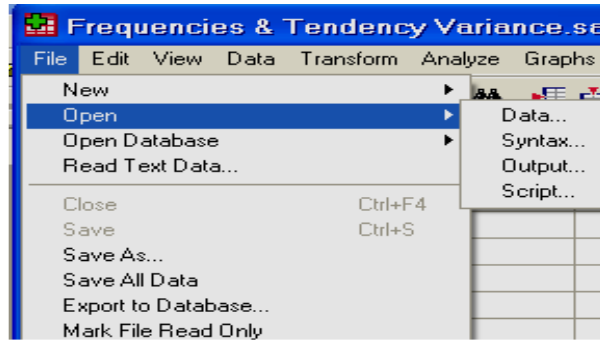 Frequencies & Tendency Variance.sa
File Edit View Data Transform Analyze Graphs
New
Open
Open Database
Read Text Data...
Close Ctrl+F4
Save Ctrl+S
Save As...
Save All Data
Export to Database...
Mark File Read Only
Data...
Syntax...
Output...
Script...